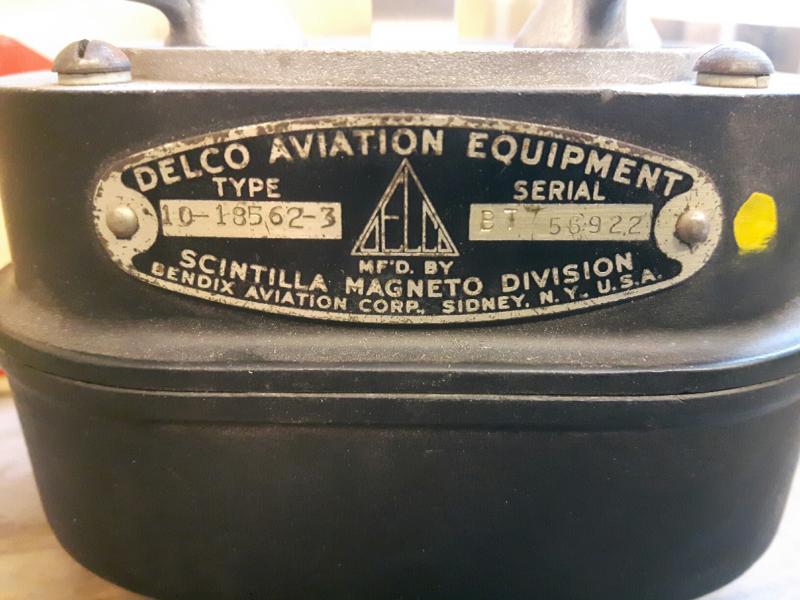 DELCO AVIATION EQUIPMENT
TYPE
10-18562-3
DELCO
SERIAL
BT 56922
MF'D. BY
SCINTILLA MAGNETO DIVISION
BENDIX AVIATION CORP., SIDNEY, N.Y., U.S.A.